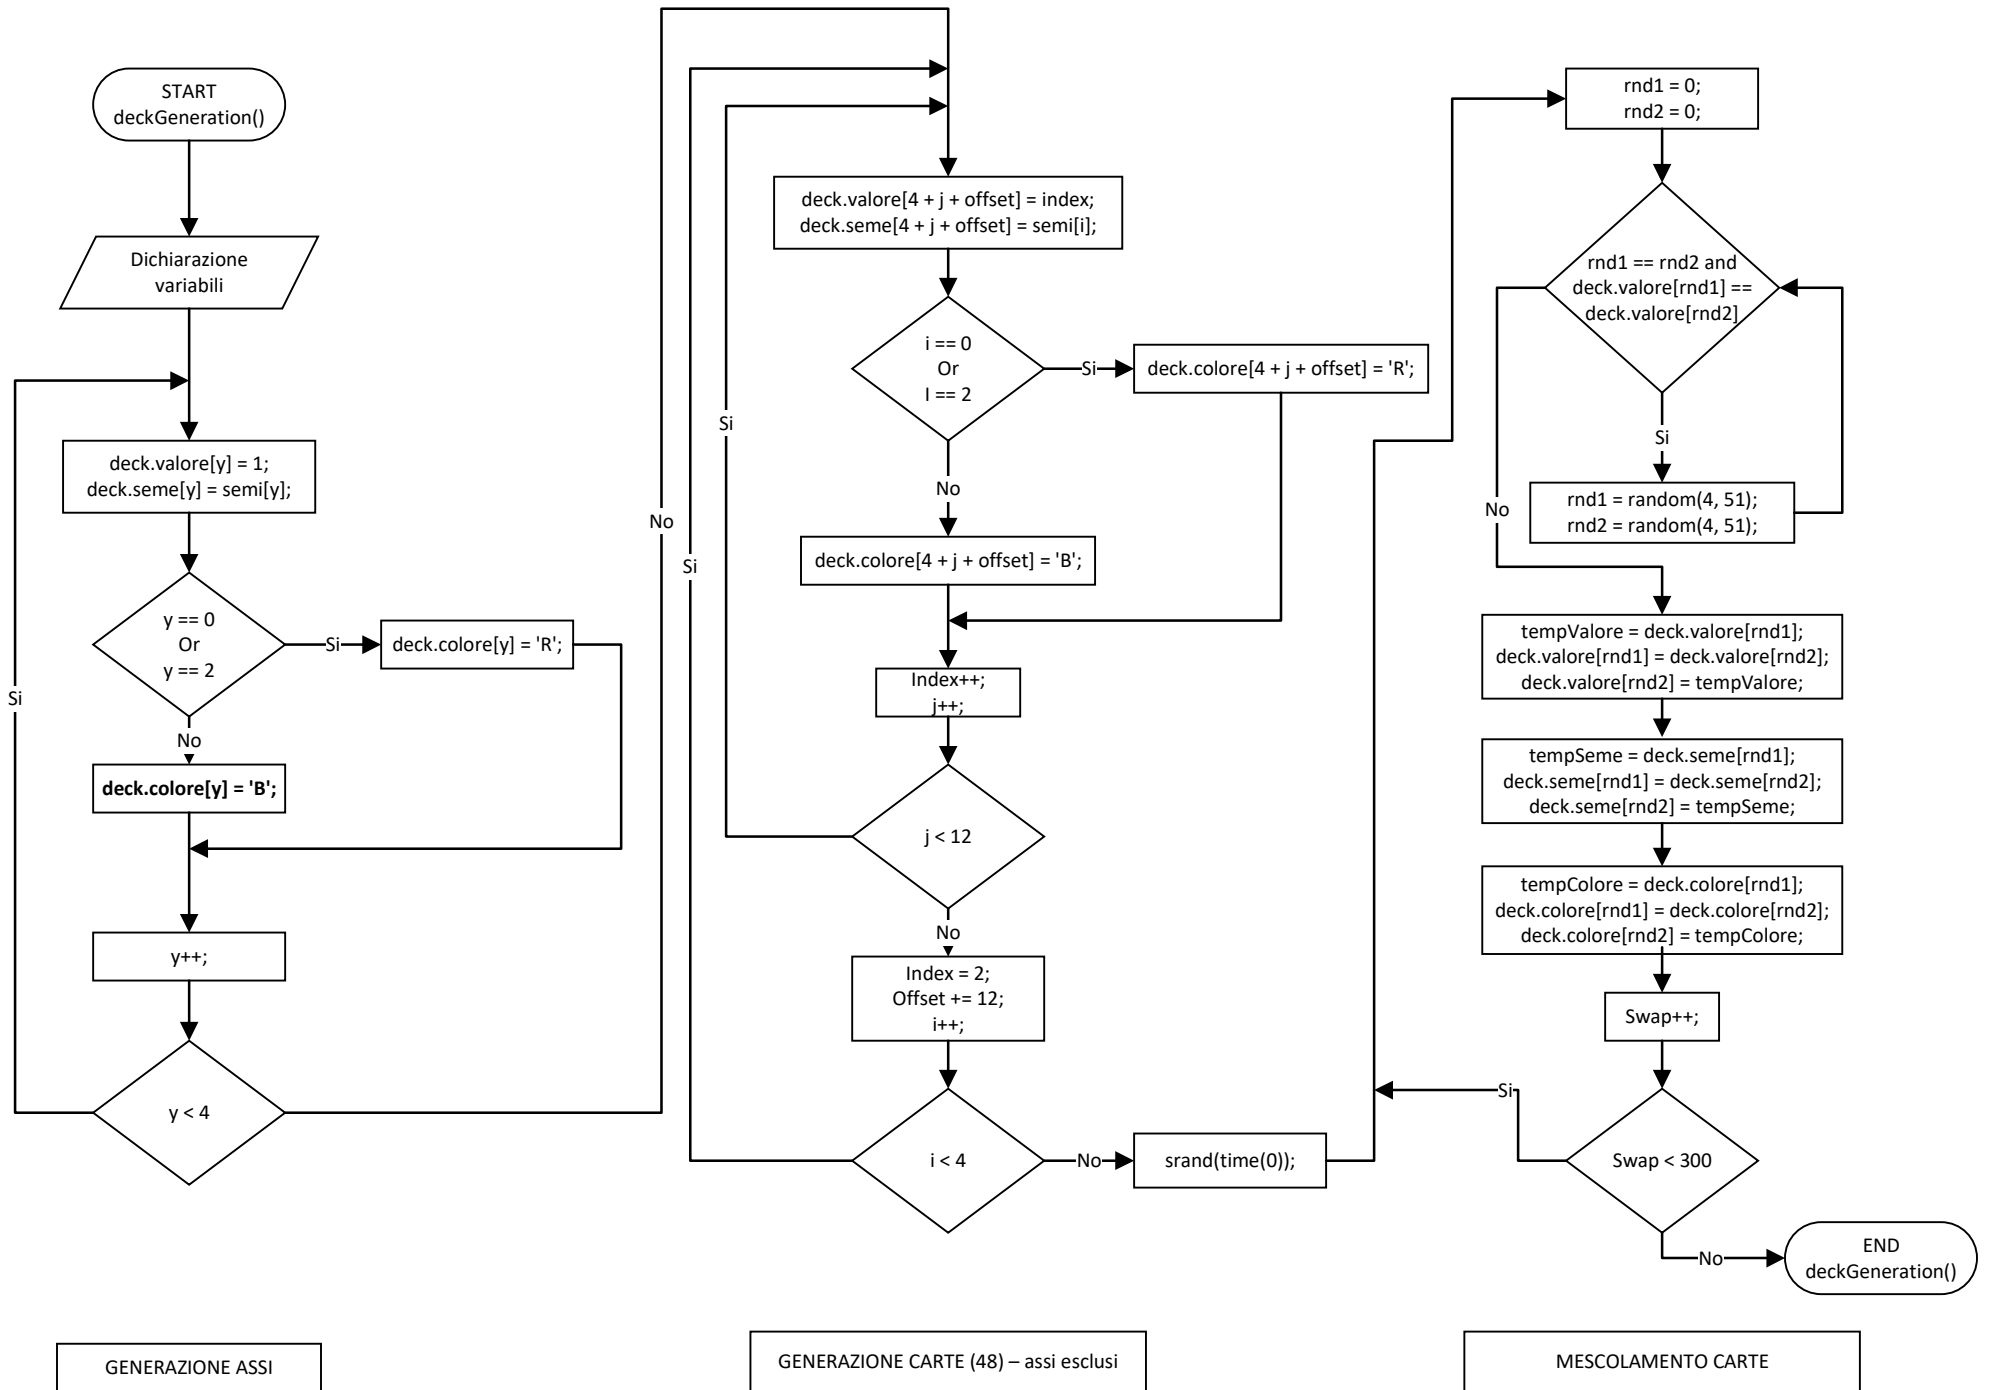 START
deckGeneration()
Dichiarazione
variabili
deck.valore[y] = 1;
deck.seme[y] = semi[y];
y == 0
Or
y == 2
Si
deck.colore[y] = 'R';
No
deck.colore[y] = 'B';
y++;
y < 4
Si
No
deck.valore[4 + j + offset] = index;
deck.seme[4 + j + offset] = semi[i];
i == 0
Or
I == 2
Si
deck.colore[4 + j + offset] = 'R';
No
deck.colore[4 + j + offset] = 'B';
Index++;
j++;
j < 12
Si
No
Index = 2;
Offset += 12;
i++;
i < 4
Si
No
srand(time(0));
rnd1 = 0;
rnd2 = 0;
rnd1 == rnd2 and
deck.valore[rnd1] ==
deck.valore[rnd2]
Si
rnd1 = random(4, 51);
rnd2 = random(4, 51);
No
tempValore = deck.valore[rnd1];
deck.valore[rnd1] = deck.valore[rnd2];
deck.valore[rnd2] = tempValore;
tempSeme = deck.seme[rnd1];
deck.seme[rnd1] = deck.seme[rnd2];
deck.seme[rnd2] = tempSeme;
tempColore = deck.colore[rnd1];
deck.colore[rnd1] = deck.colore[rnd2];
deck.colore[rnd2] = tempColore;
Swap++;
Swap < 300
Si
No
END
deckGeneration()
GENERAZIONE ASSI
GENERAZIONE CARTE (48) – assi esclusi
MESCOLAMENTO CARTE